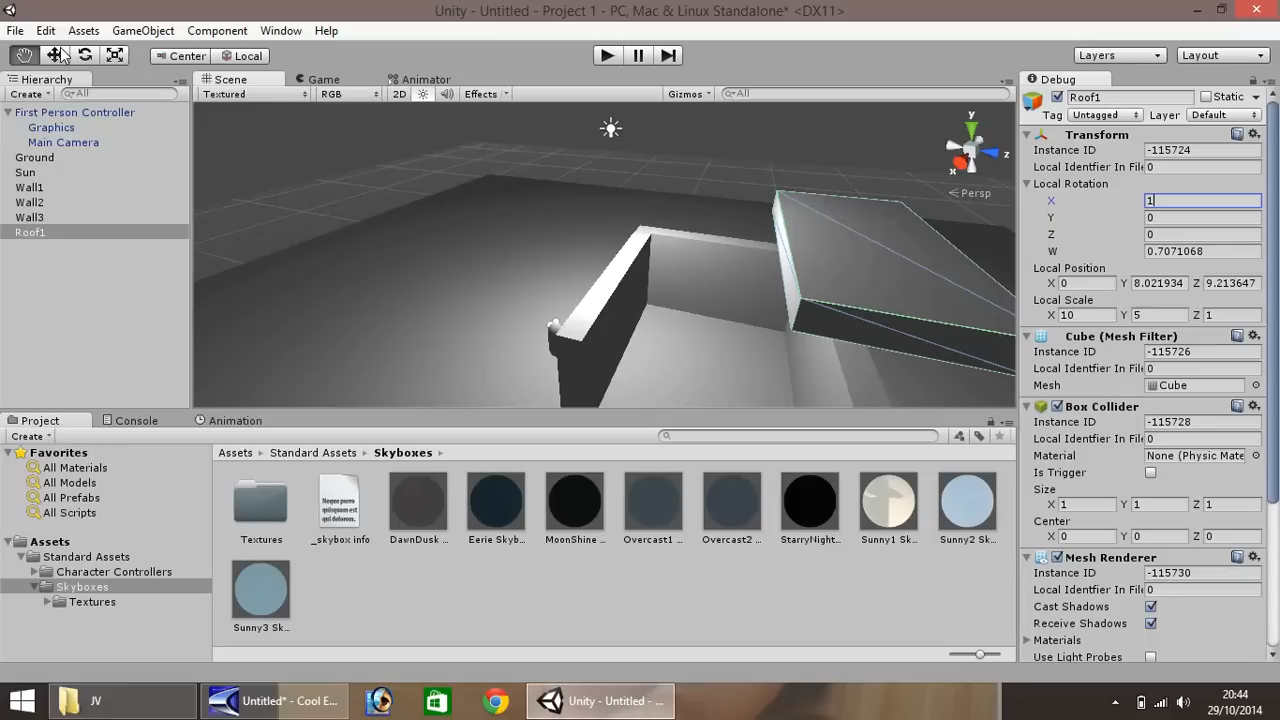 Unity - Untitled - Project 1 - PC, Mac & Linux Standalone* <DX11>
File Edit Assets GameObject Component Window Help
Center Local Layers Layout
Hierarchy
Create All
First Person Controller
Graphics
Main Camera
Ground
Sun
Wall1
Wall2
Wall3
Roof1
Scene Game Animator
Textured RGB 2D Effects Gizmos All
y
z
x
Persp
Debug
Roof1 Static
Tag Untagged Layer Default
Transform
Instance ID -115724
Local Identfier In File 0
Local Rotation
X 1
Y 0
Z 0
W 0.7071068
Local Position
X 0 Y 8.021934 Z 9.213647
Local Scale
X 10 Y 5 Z 1
Cube (Mesh Filter)
Instance ID -115726
Local Identfier In File 0
Mesh Cube
Box Collider
Instance ID -115728
Local Identfier In File 0
Material None (Physic Mate
Is Trigger
Size
X 1 Y 1 Z 1
Center
X 0 Y 0 Z 0
Mesh Renderer
Instance ID -115730
Local Identfier In File 0
Cast Shadows
Receive Shadows
Materials
Use Light Probes
Project Console Animation
Create
Favorites
All Materials
All Models
All Prefabs
All Scripts
Assets
Standard Assets
Character Controllers
Skyboxes
Textures
Assets Standard Assets Skyboxes
Neque porro quisquam est qui dolorem.
Textures _skybox info DawnDusk ... Eerie Skyb... MoonShine ... Overcast1 ... Overcast2 ... StarryNight... Sunny1 Sk... Sunny2 Sk...
Sunny3 Sk...
JV Untitled* - Cool E... Unity - Untitled - ...
20:44
29/10/2014